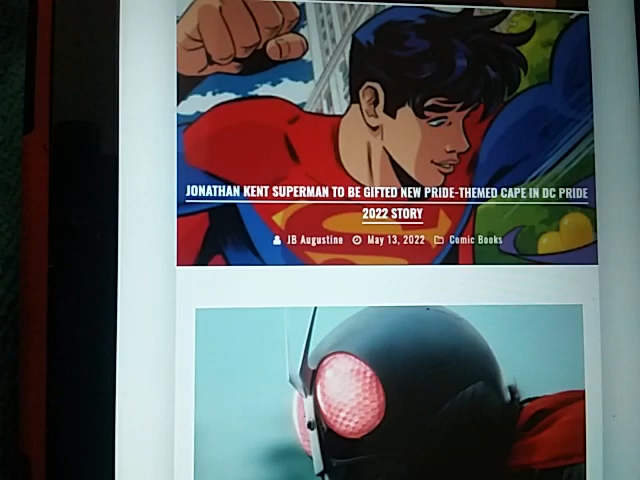 JONATHAN KENT SUPERMAN TO BE GIFTED NEW PRIDE-THEMED CAPE IN DC PRIDE
2022 STORY
JB Augustine May 13, 2022 Comic Books